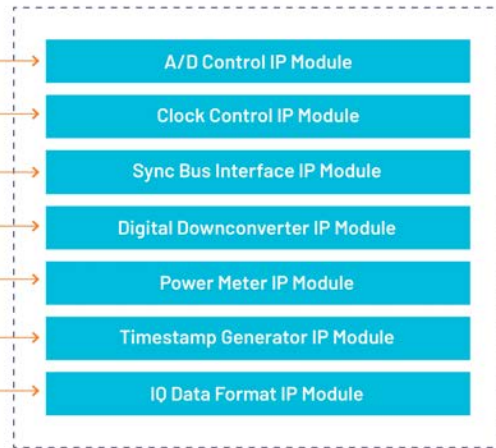 A/D Control IP Module
Clock Control IP Module
Sync Bus Interface IP Module
Digital Downconverter IP Module
Power Meter IP Module
Timestamp Generator IP Module
IQ Data Format IP Module